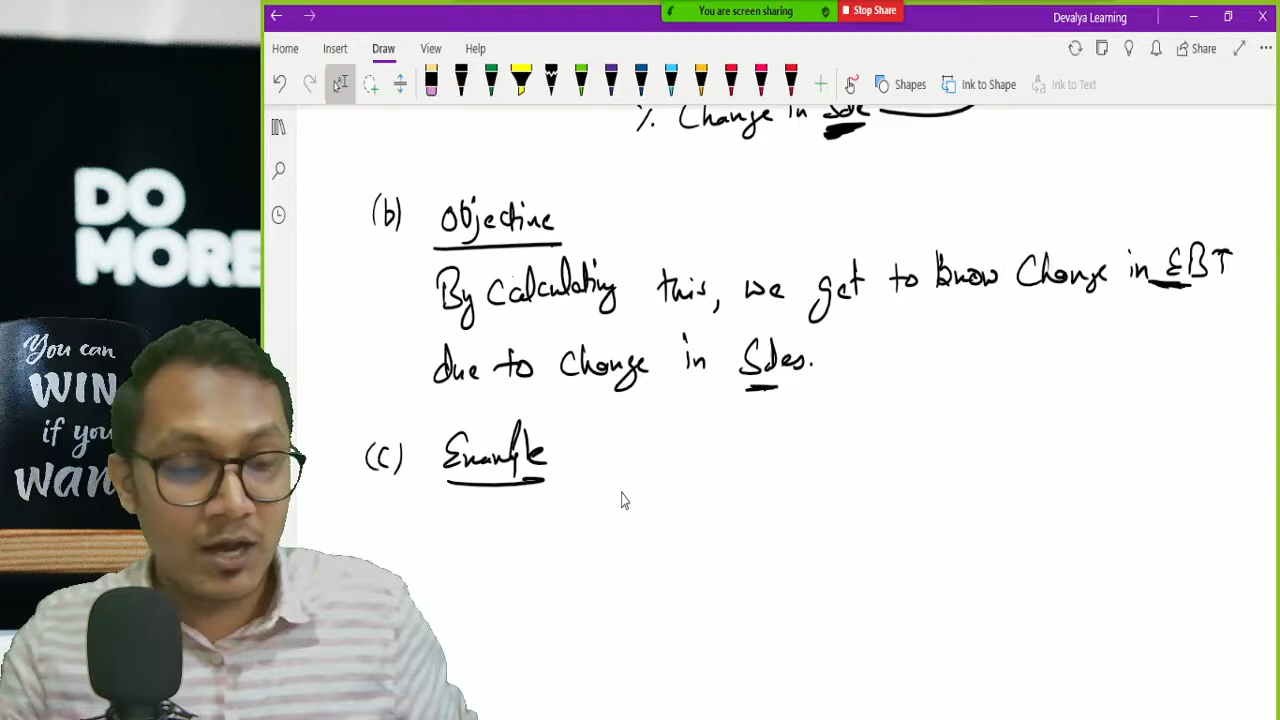 You are screen sharing
Stop Share
Devalya Learning
Home
Insert
Draw
View
Help
Share
Shapes
Ink to Shape
Ink to Text
% Change in Sale
(b) Objective
By Calculating this, we get to know Change in EBT
due to Change in Sales.
(c) Example
DO
MORE
You can
WIN
if you
want